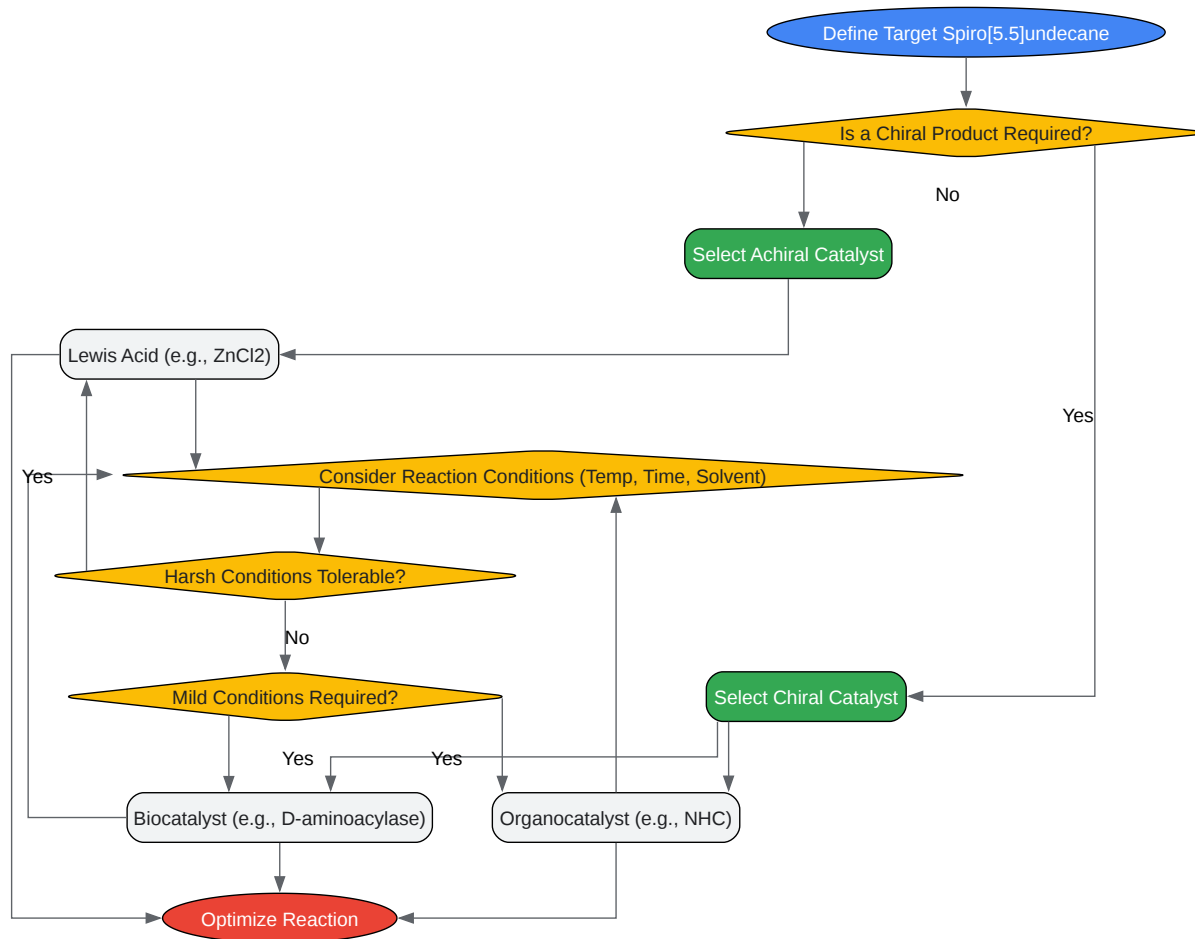 Define Target Spiro[5.5]undecane
Is a Chiral Product Required?
No
Select Achiral Catalyst
Lewis Acid (e.g., ZnCl2)
Yes
Yes
Consider Reaction Conditions (Temp, Time, Solvent)
Harsh Conditions Tolerable?
No
Mild Conditions Required?
Select Chiral Catalyst
Yes
Yes
Biocatalyst (e.g., D-aminoacylase)
Organocatalyst (e.g., NHC)
Optimize Reaction